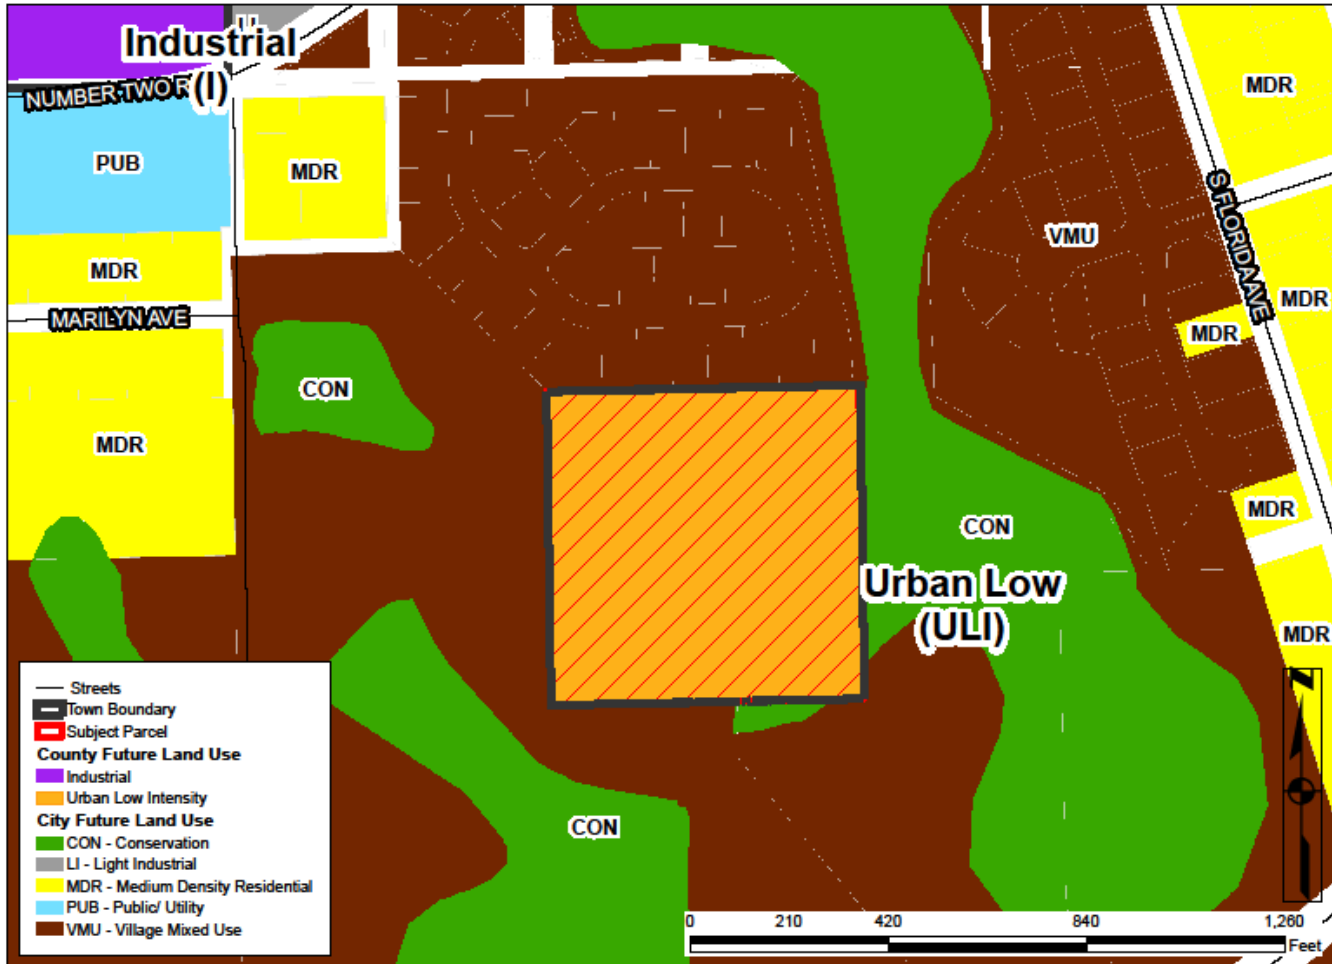 LI
Industrial
(I)
NUMBER TWO R
PUB
MDR
MDR
MDR
MARILYN AVE
CON
MDR
VMU
S FLORIDA AVE
MDR
MDR
MDR
CON
MDR
Urban Low
(ULI)
MDR
CON
Streets
Town Boundary
Subject Parcel
County Future Land Use
Industrial
Urban Low Intensity
City Future Land Use
CON - Conservation
LI - Light Industrial
MDR - Medium Density Residential
PUB - Public/ Utility
VMU - Village Mixed Use
0 210 420 840 1,260
Feet